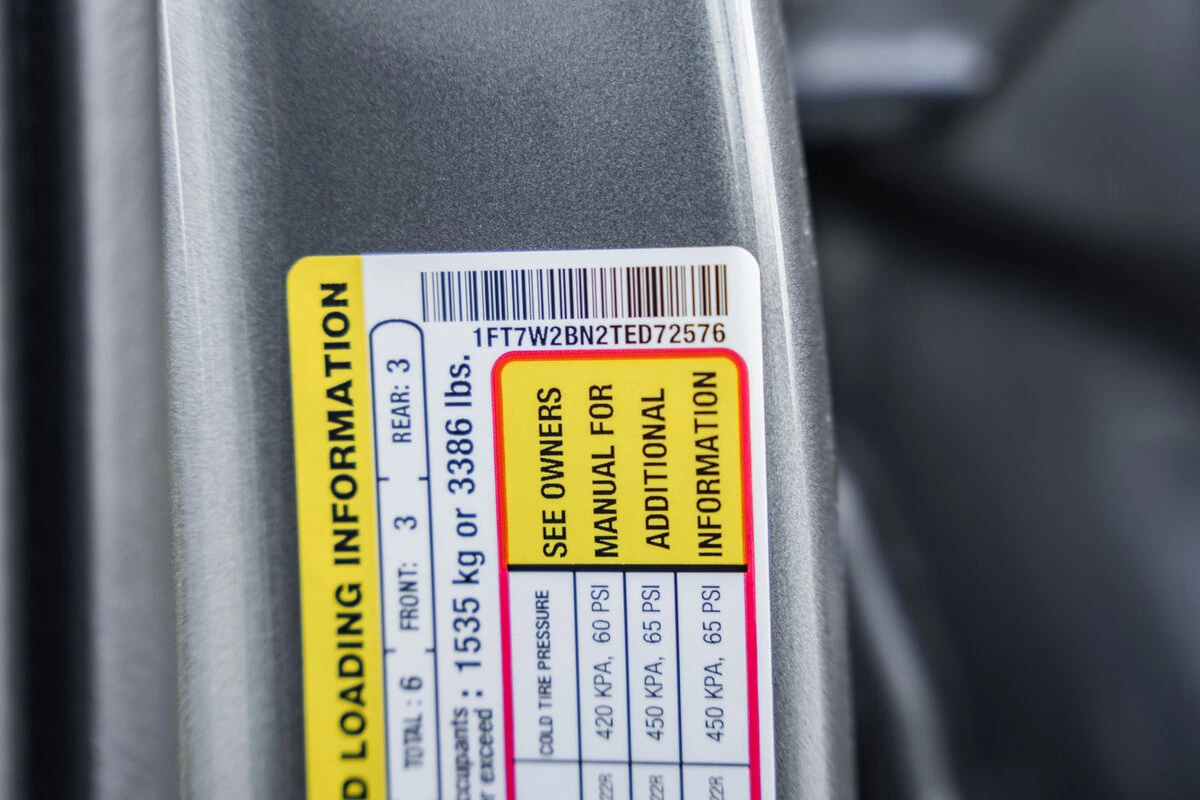 1FT7W2BN2TED72576
LOADING INFORMATION
TOTAL : 6 FRONT: 3 REAR: 3
: 1535 kg or 3386 lbs.
exceed
SEE OWNERS
MANUAL FOR
ADDITIONAL
INFORMATION
COLD TIRE PRESSURE
420 KPA, 60 PSI
450 KPA, 65 PSI
450 KPA, 65 PSI